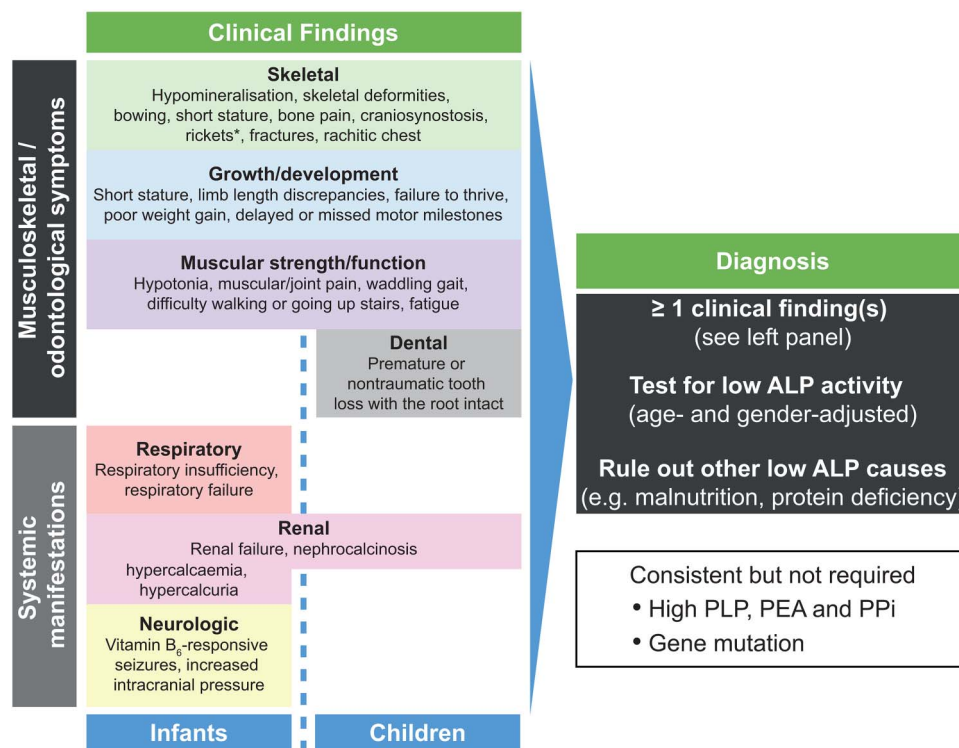 Clinical Findings
Musculoskeletal /
odontological symptoms
Skeletal
Hypomineralisation, skeletal deformities,
bowing, short stature, bone pain, craniosynostosis,
rickets*, fractures, rachitic chest
Growth/development
Short stature, limb length discrepancies, failure to thrive,
poor weight gain, delayed or missed motor milestones
Muscular strength/function
Hypotonia, muscular/joint pain, waddling gait,
difficulty walking or going up stairs, fatigue
Dental
Premature or
nontraumatic tooth
loss with the root intact
Systemic
manifestations
Respiratory
Respiratory insufficiency,
respiratory failure
Renal
Renal failure, nephrocalcinosis
hypercalcaemia,
hypercalcuria
Neurologic
Vitamin B₆-responsive
seizures, increased
intracranial pressure
Infants
Children
Diagnosis
≥ 1 clinical finding(s)
(see left panel)
Test for low ALP activity
(age- and gender-adjusted)
Rule out other low ALP causes
(e.g. malnutrition, protein deficiency
Consistent but not required
• High PLP, PEA and PPi
• Gene mutation